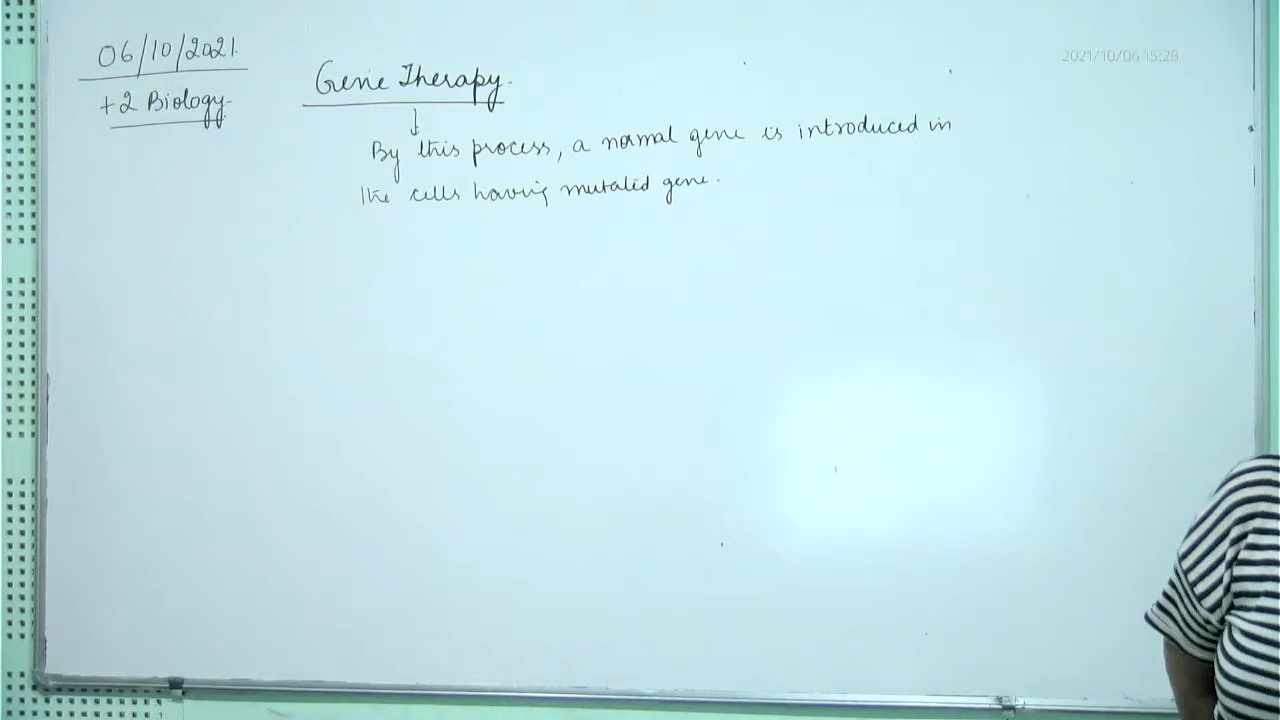 06/10/2021.
+2 Biology
Gene Therapy.
By this process, a normal gene is introduced in
the cells having mutated gene.
2021/10/06 15:28